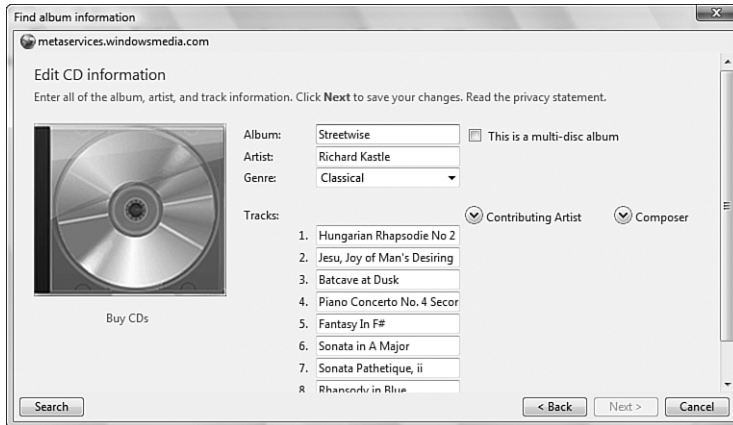 Find album information
metaservices.windowsmedia.com
Edit CD information
Enter all of the album, artist, and track information. Click Next to save your changes. Read the privacy statement.
Album: Streetwise This is a multi-disc album
Artist: Richard Kastle
Genre: Classical
Tracks: Contributing Artist Composer
1. Hungarian Rhapsodie No 2
2. Jesu, Joy of Man's Desiring
3. Batcave at Dusk
4. Piano Concerto No. 4 Secor
5. Fantasy In F#
6. Sonata in A Major
7. Sonata Pathetique, ii
8. Rhapsody in Blue
Buy CDs
Search < Back Next > Cancel